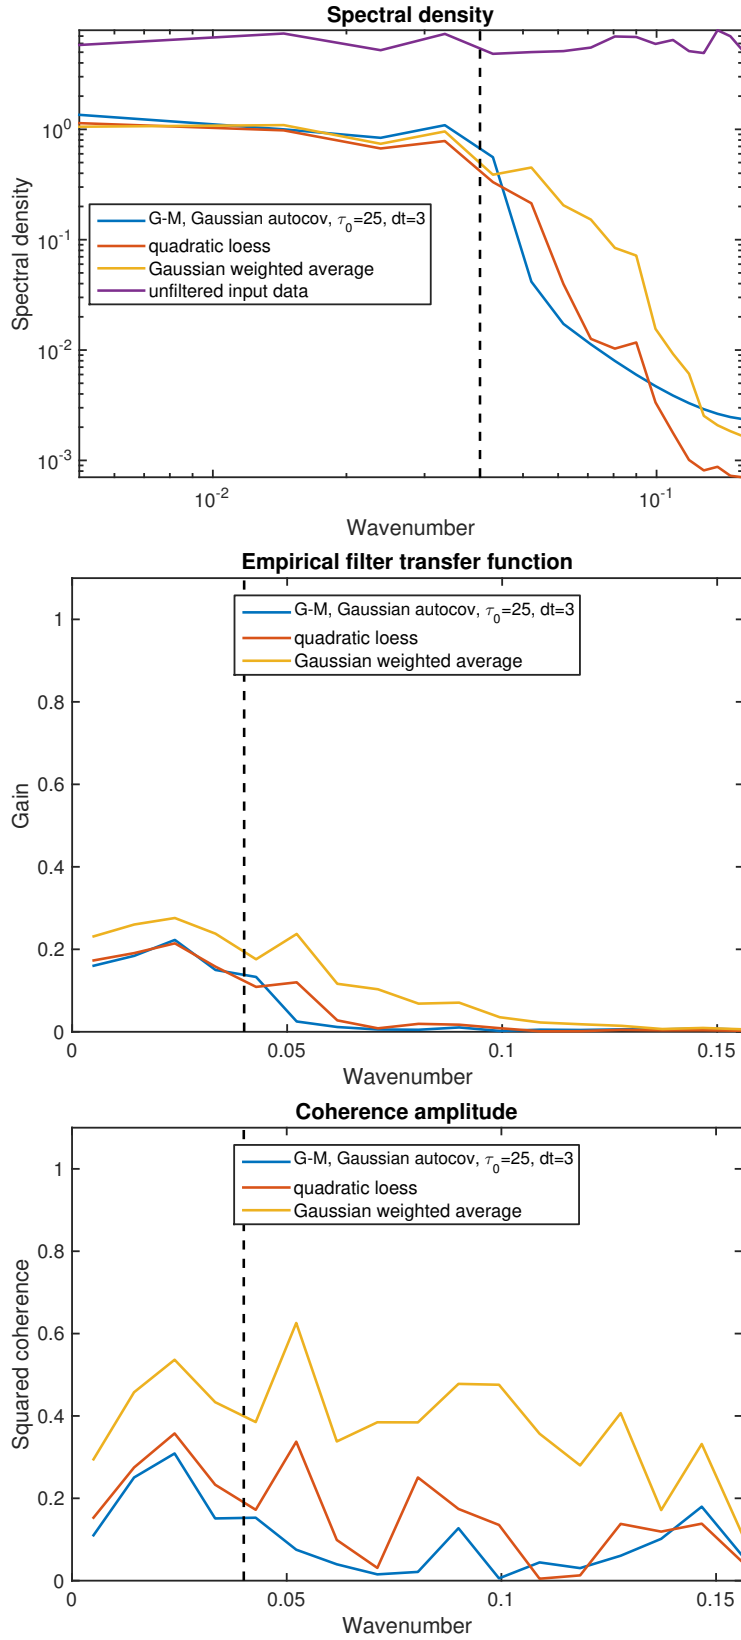 Spectral density
Spectral density
10^0
10^-1
10^-2
10^-3
G-M, Gaussian autocov, τ_0=25, dt=3
quadratic loess
Gaussian weighted average
unfiltered input data
10^-2
10^-1
Wavenumber
Empirical filter transfer function
Gain
1
0.8
0.6
0.4
0.2
0
G-M, Gaussian autocov, τ_0=25, dt=3
quadratic loess
Gaussian weighted average
0
0.05
0.1
0.15
Wavenumber
Coherence amplitude
Squared coherence
1
0.8
0.6
0.4
0.2
0
G-M, Gaussian autocov, τ_0=25, dt=3
quadratic loess
Gaussian weighted average
0
0.05
0.1
0.15
Wavenumber